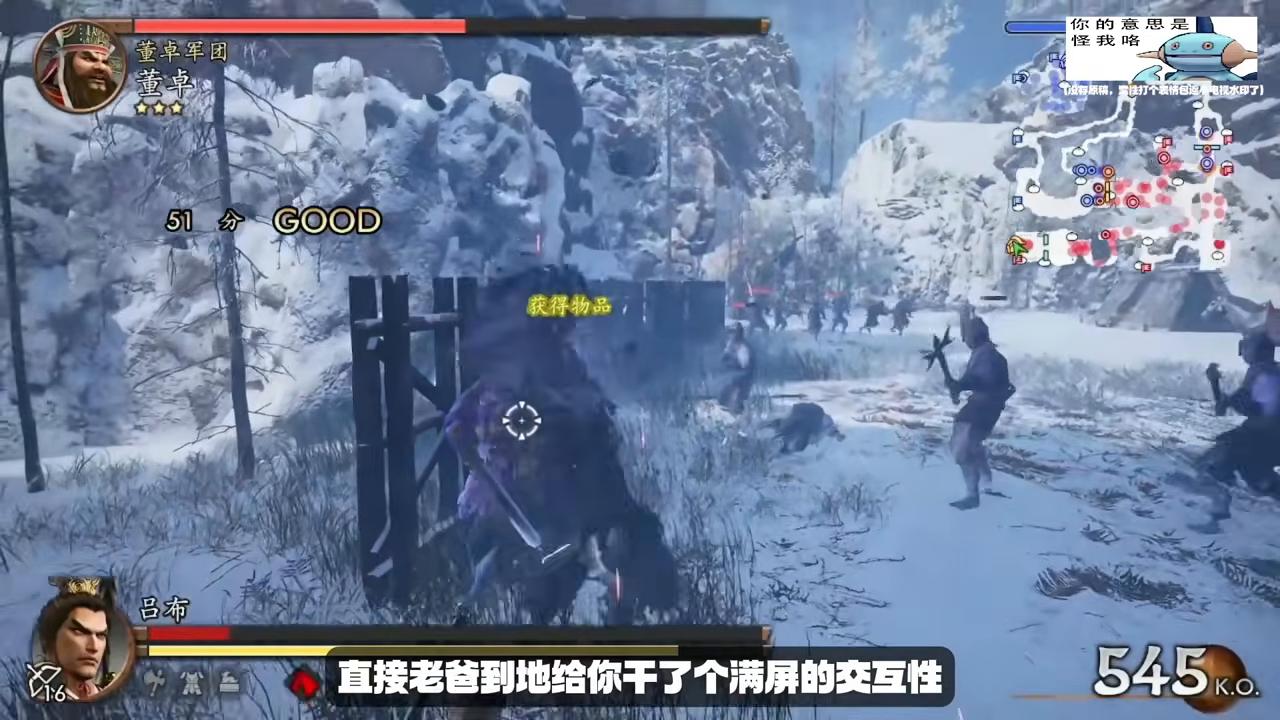 董卓军团
董卓
你的意思是
怪我咯
51 分 GOOD
获得物品
吕布
16
直接老爸到地给你干了个满屏的交互性
545 K.O.